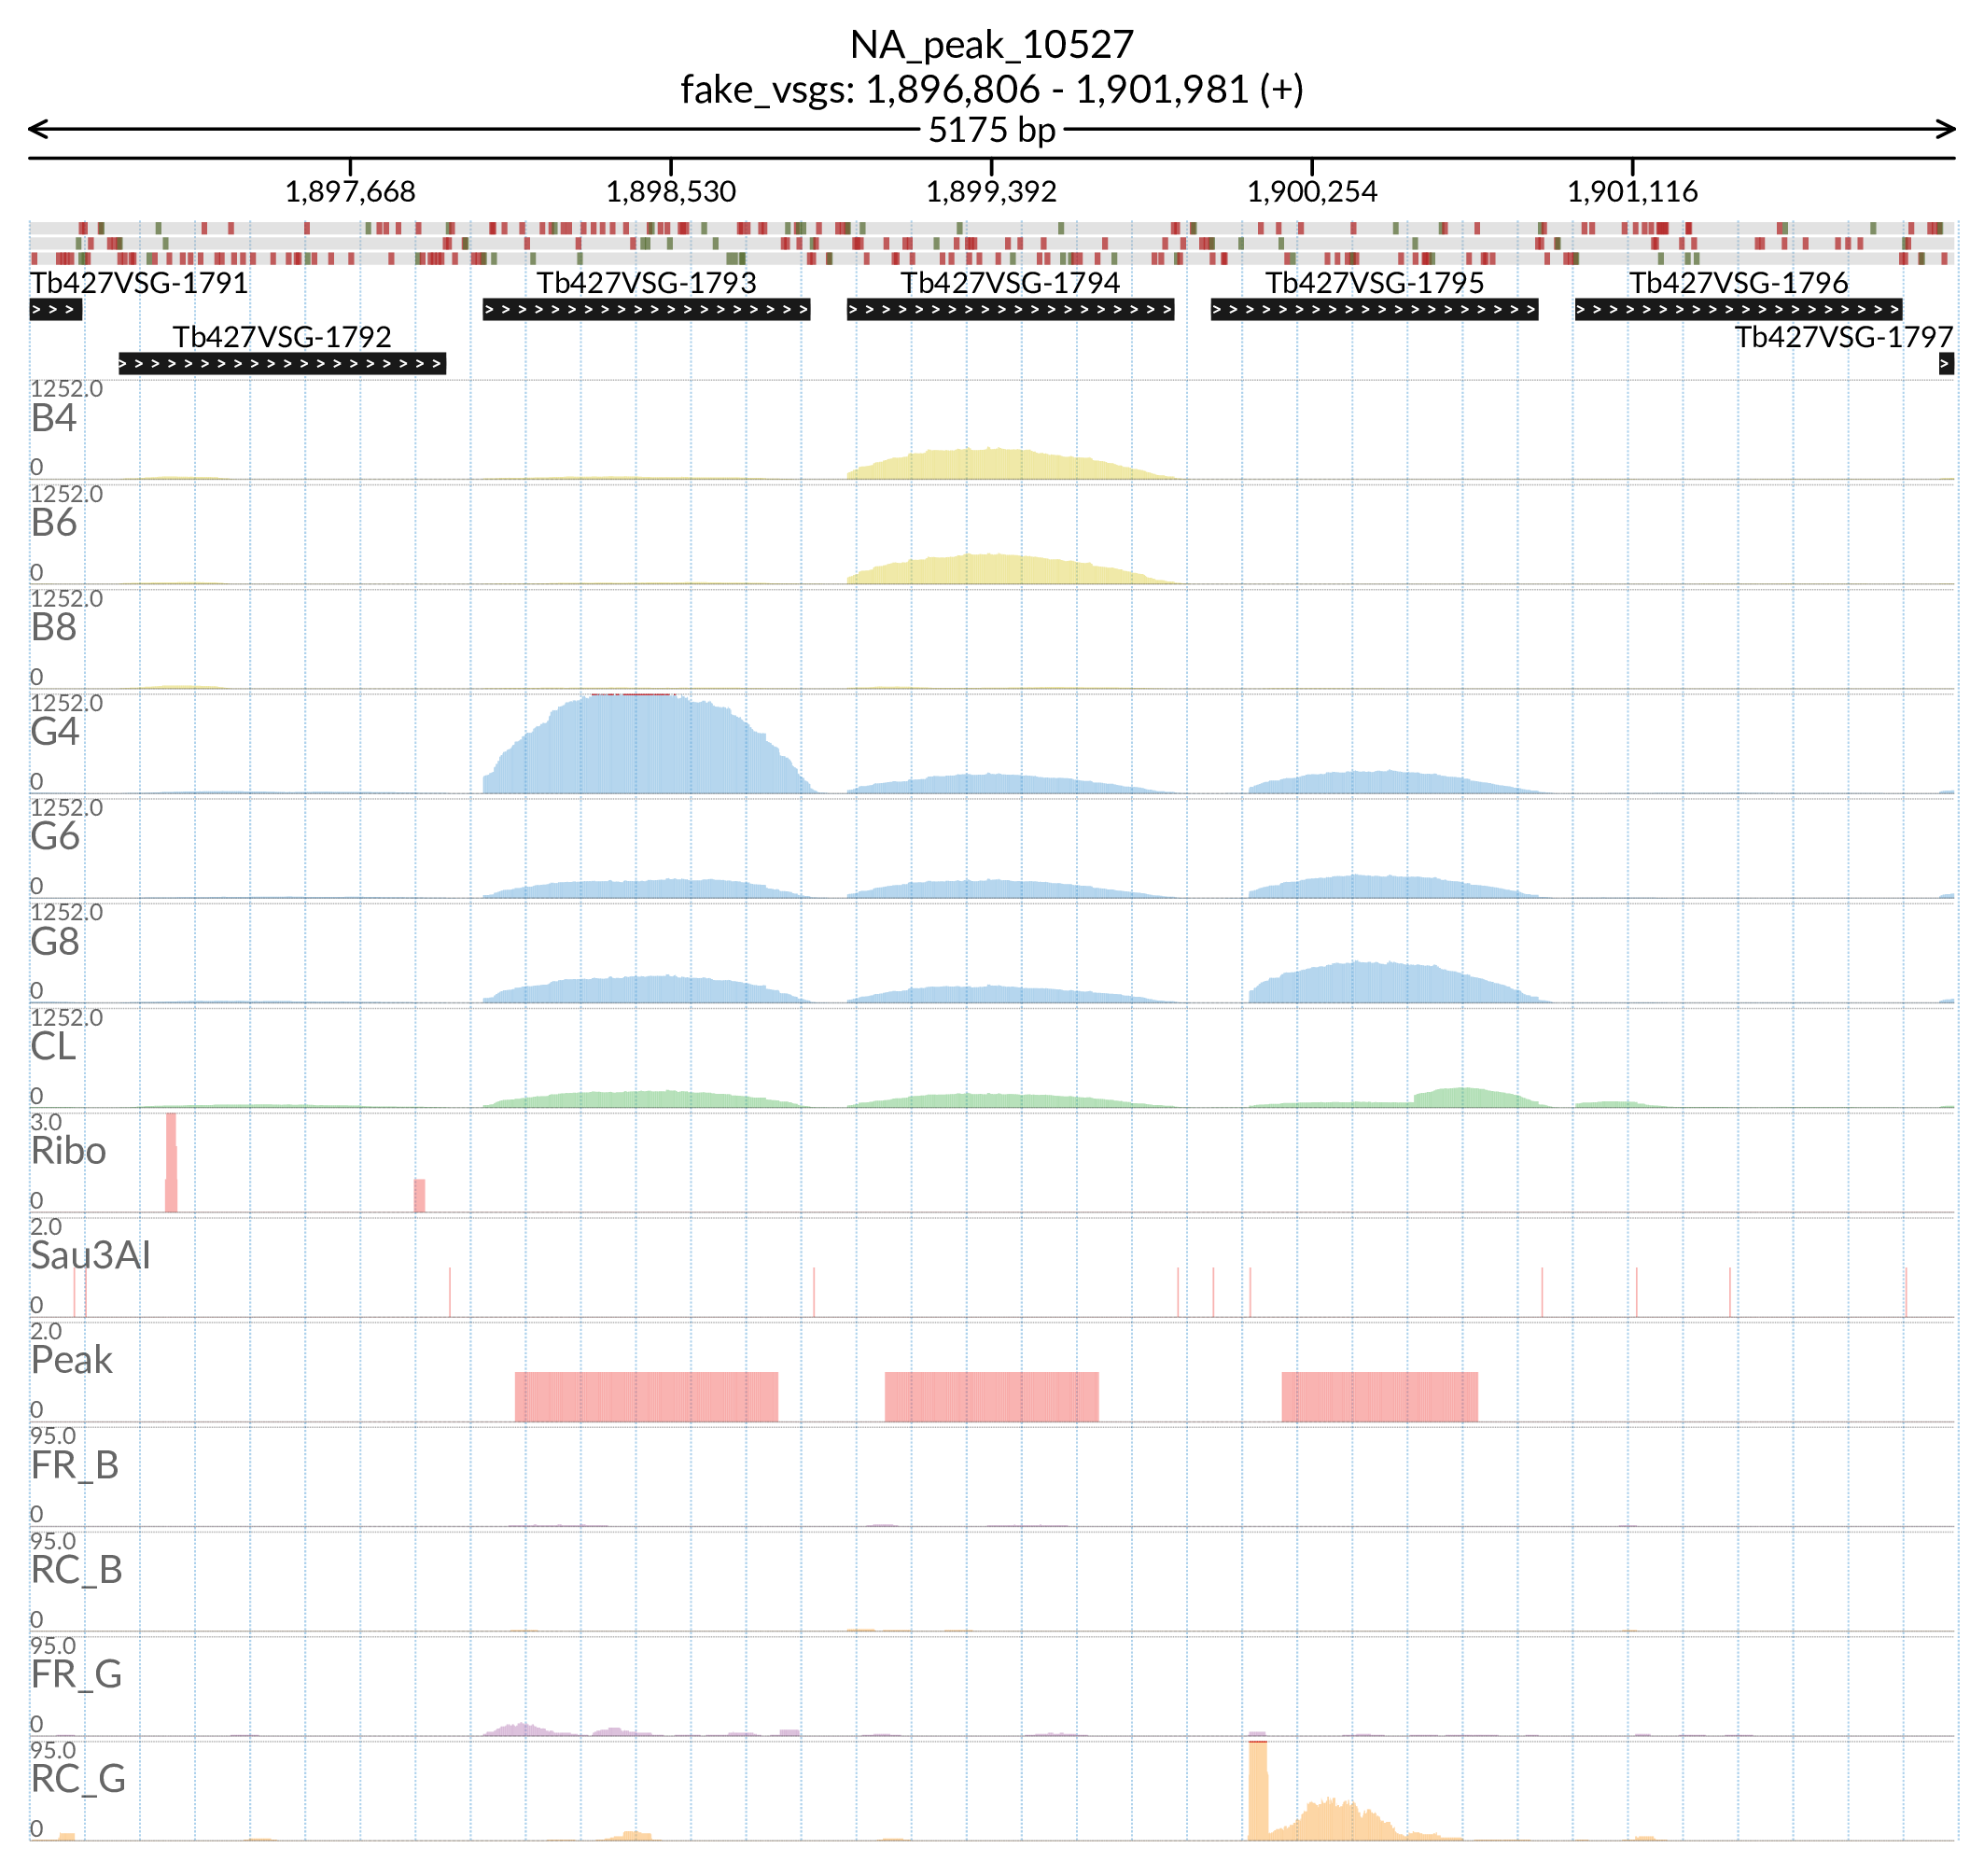 NA_peak_10527
fake_vsgs: 1,896,806 - 1,901,981 (+)
5175 bp
1,897,668 1,898,530 1,899,392 1,900,254 1,901,116
Tb427VSG-1791 Tb427VSG-1793 Tb427VSG-1794 Tb427VSG-1795 Tb427VSG-1796
Tb427VSG-1792 Tb427VSG-1797
1252.0
B4
0
1252.0
B6
0
1252.0
B8
0
1252.0
G4
0
1252.0
G6
0
1252.0
G8
0
1252.0
CL
0
3.0
Ribo
0
2.0
Sau3AI
0
2.0
Peak
0
95.0
FR_B
0
95.0
RC_B
0
95.0
FR_G
0
95.0
RC_G
0